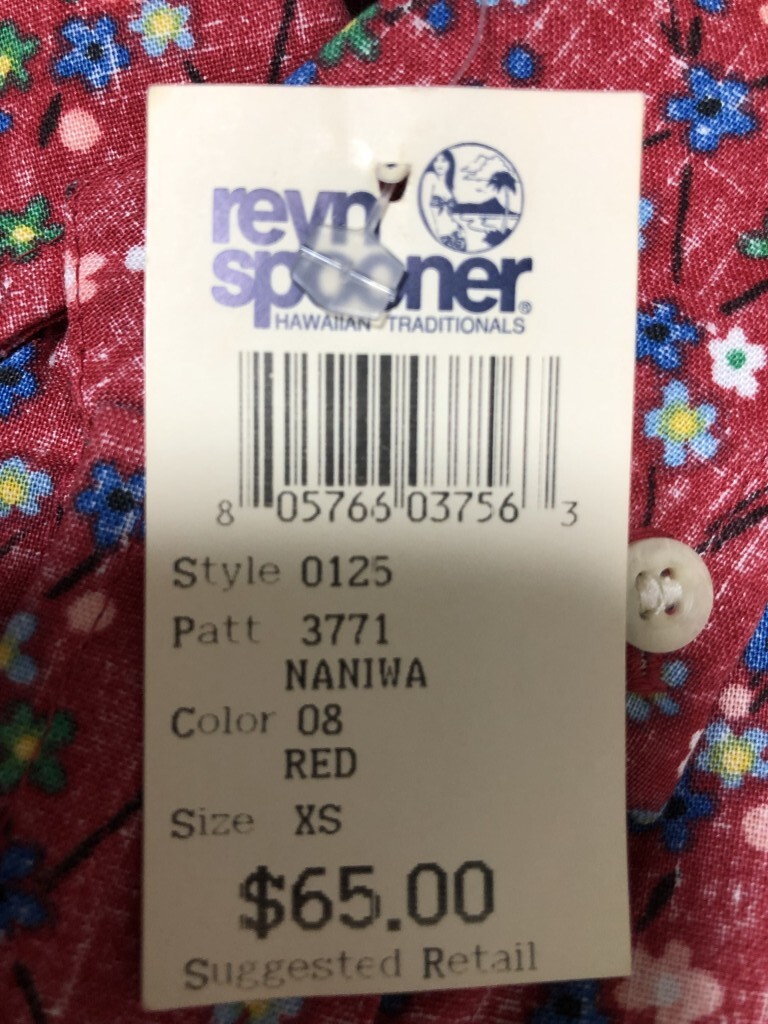 reyn
spooner®
HAWAIIAN TRADITIONALS
8 05766 03756 3
Style 0125
Patt 3771
NANIWA
Color 08
RED
Size XS
$65.00
Suggested Retail